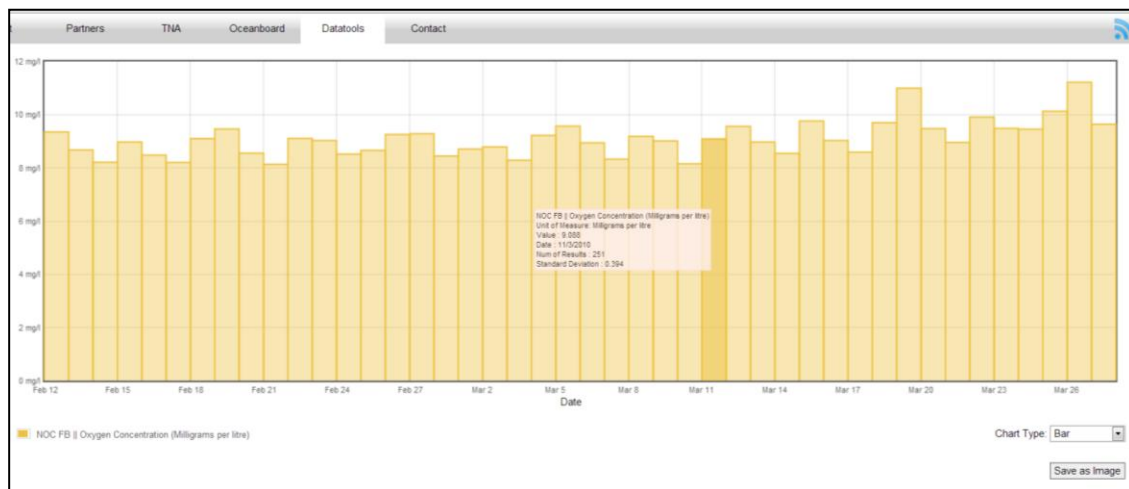 t Partners TNA Oceanboard Datatools Contact
12 mg/l
10 mg/l
8 mg/l
6 mg/l
4 mg/l
2 mg/l
0 mg/l
NOC FB || Oxygen Concentration (Milligrams per litre)
Unit of Measure: Milligrams per litre
Value : 9.088
Date : 11/3/2010
Num of Results : 251
Standard Deviation : 0.394
Feb 12 Feb 15 Feb 18 Feb 21 Feb 24 Feb 27 Mar 2 Mar 5 Mar 8 Mar 11 Mar 14 Mar 17 Mar 20 Mar 23 Mar 26
Date
NOC FB || Oxygen Concentration (Milligrams per litre)
Chart Type: Bar
Save as Image